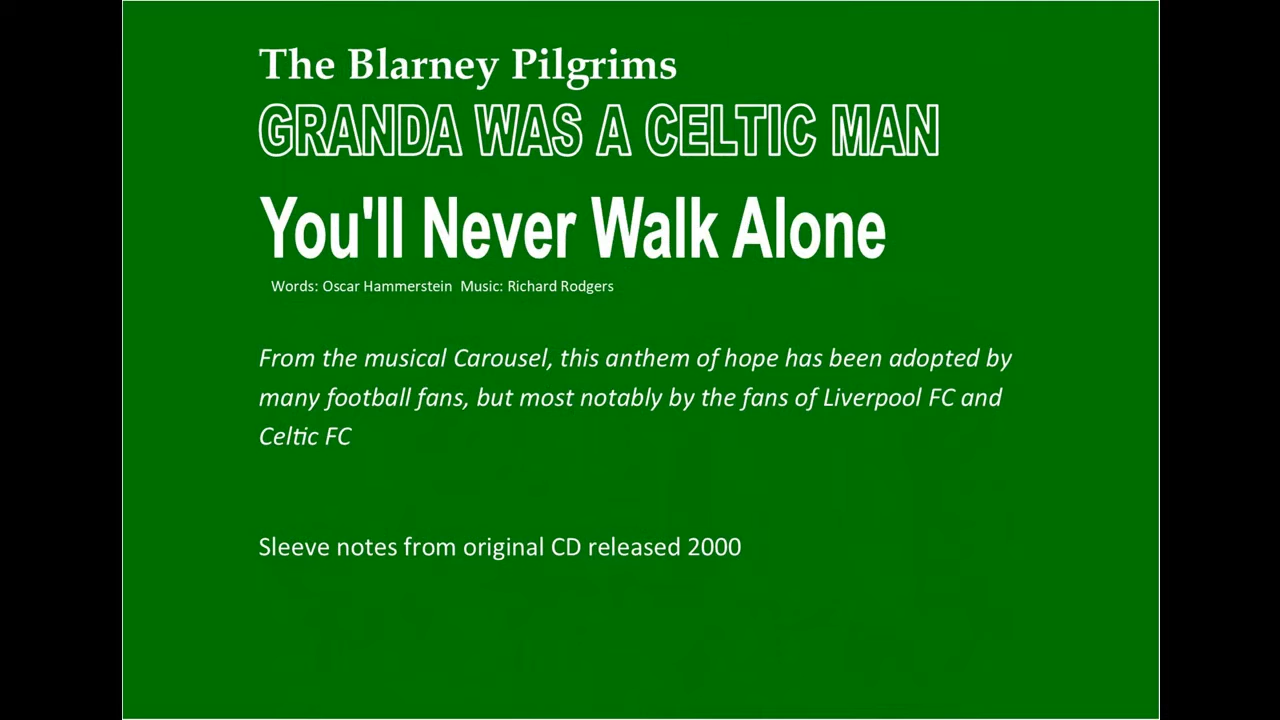 The Blarney Pilgrims
GRANDA WAS A CELTIC MAN
You'll Never Walk Alone
Words: Oscar Hammerstein  Music: Richard Rodgers
From the musical Carousel, this anthem of hope has been adopted by
many football fans, but most notably by the fans of Liverpool FC and
Celtic FC
Sleeve notes from original CD released 2000